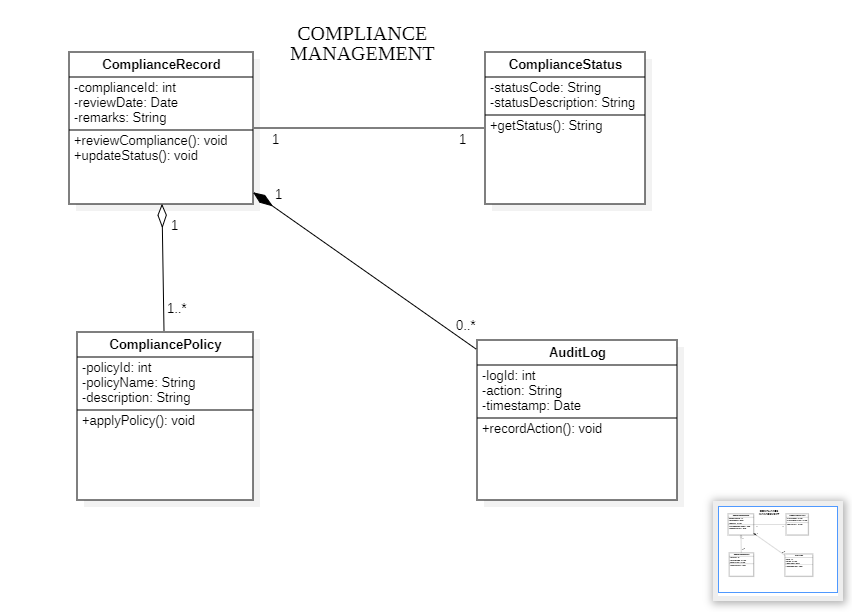 COMPLIANCE
MANAGEMENT
ComplianceRecord
-complianceId: int
-reviewDate: Date
-remarks: String
+reviewCompliance(): void
+updateStatus(): void
ComplianceStatus
-statusCode: String
-statusDescription: String
+getStatus(): String
1
1
1
1
1..*
0..*
CompliancePolicy
-policyId: int
-policyName: String
-description: String
+applyPolicy(): void
AuditLog
-logId: int
-action: String
-timestamp: Date
+recordAction(): void